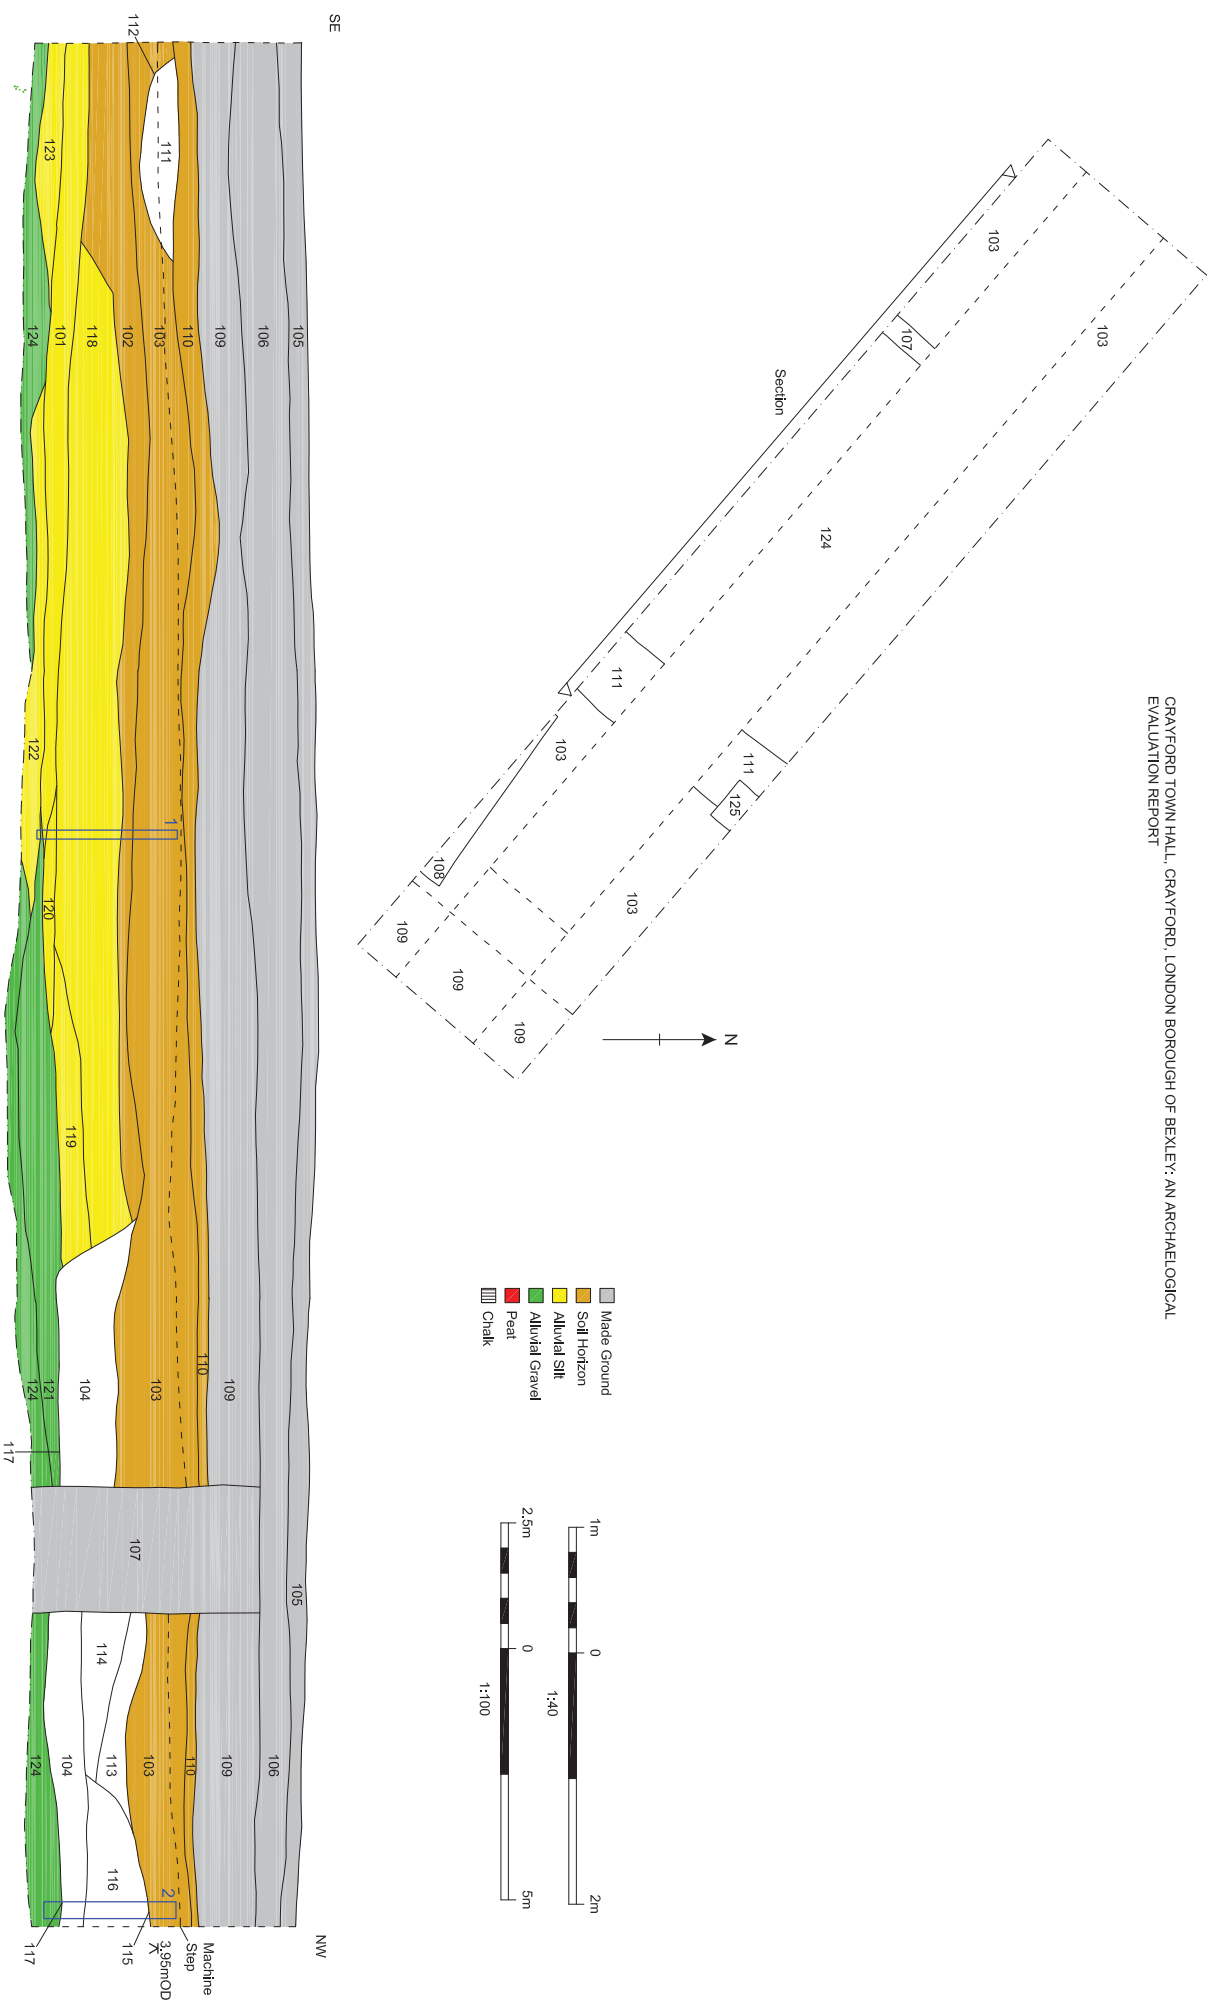 CRAYFORD TOWN HALL, CRAYFORD, LONDON BOROUGH OF BEXLEY: AN ARCHAELOGICAL
EVALUATION REPORT
103
103
107
Section
124
111
111
125
103
103
108
109
109
109
N
Made Ground
Soil Horizon
Alluvial Silt
Alluvial Gravel
Peat
Chalk
1m
0
2m
1:40
2.5m
0
5m
1:100
SE
NW
112
111
123
105
106
109
110
103
102
118
101
124
122
1
120
119
110
109
103
104
121
124
117
107
105
114
106
109
110
103
113
104
124
116
2
117
115
Machine
Step
3.95mOD